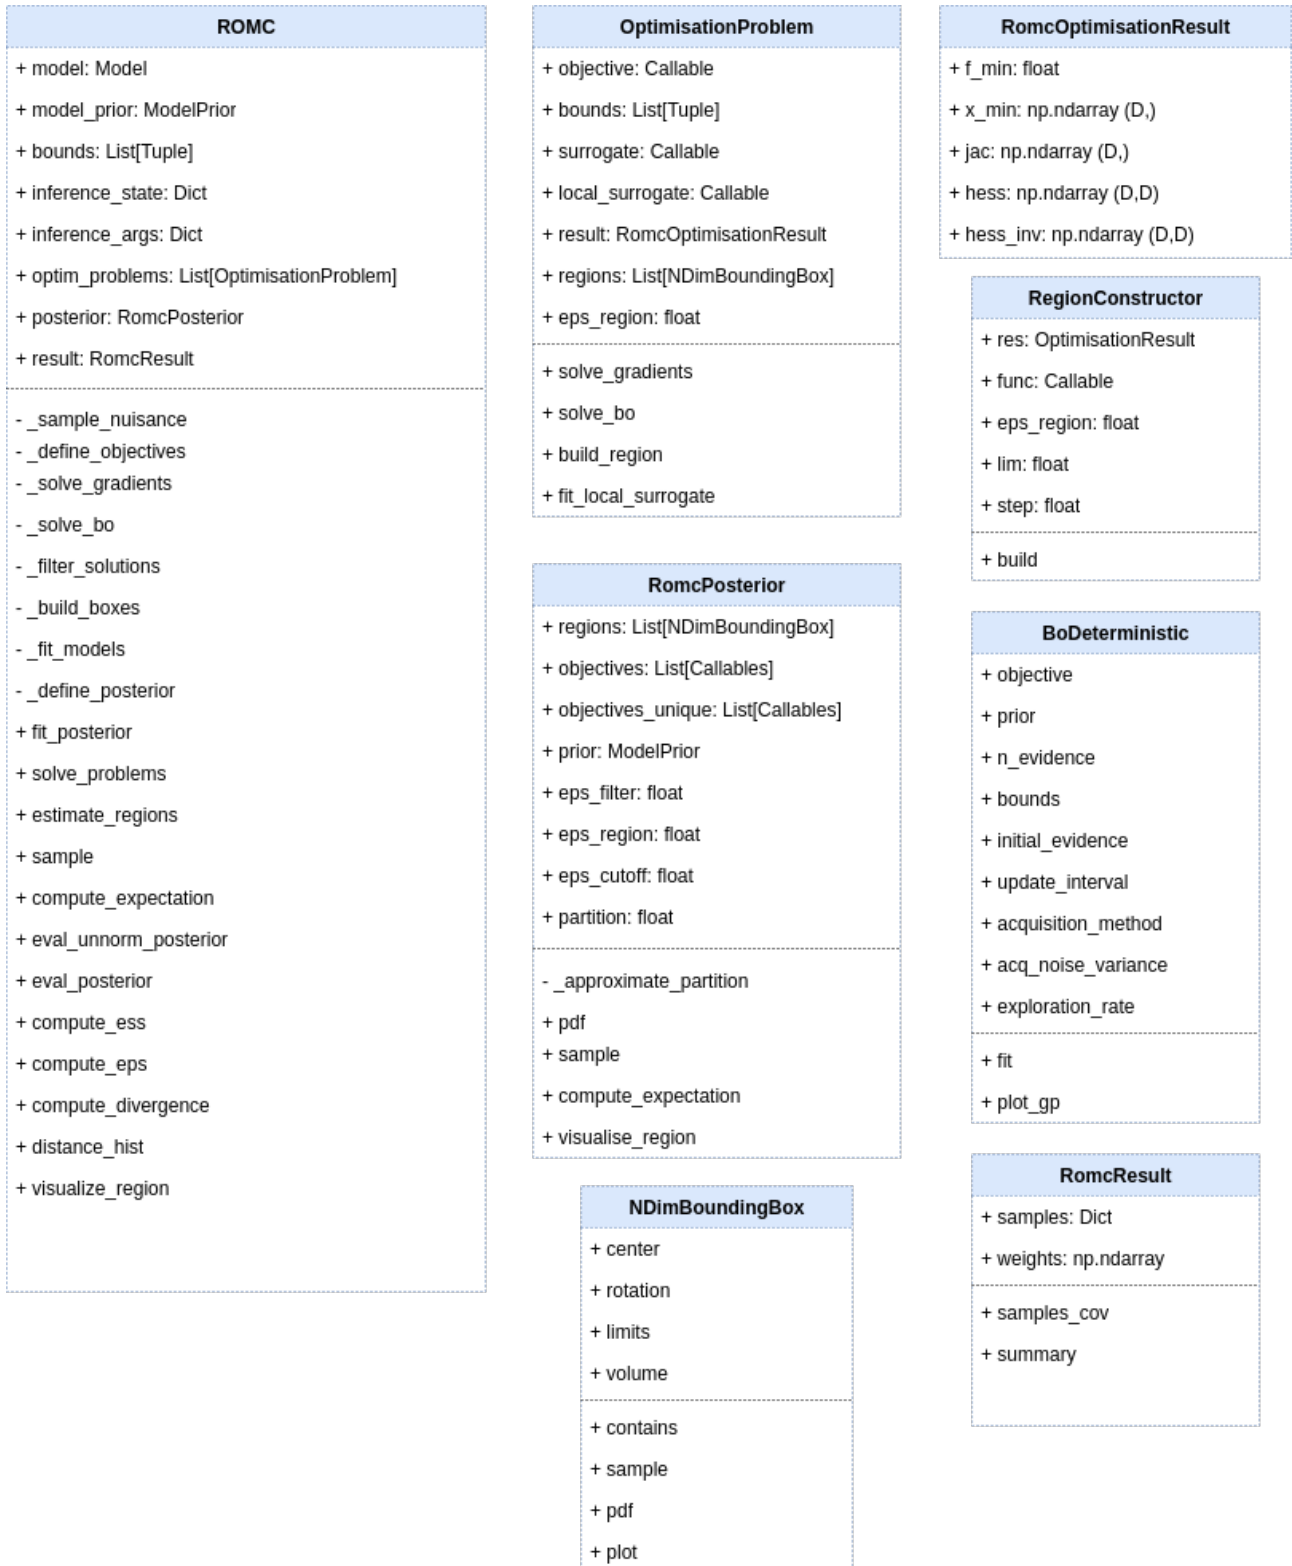 ROMC
+ model: Model
+ model_prior: ModelPrior
+ bounds: List[Tuple]
+ inference_state: Dict
+ inference_args: Dict
+ optim_problems: List[OptimisationProblem]
+ posterior: RomcPosterior
+ result: RomcResult
- _sample_nuisance
- _define_objectives
- _solve_gradients
- _solve_bo
- _filter_solutions
- _build_boxes
- _fit_models
- _define_posterior
+ fit_posterior
+ solve_problems
+ estimate_regions
+ sample
+ compute_expectation
+ eval_unnorm_posterior
+ eval_posterior
+ compute_ess
+ compute_eps
+ compute_divergence
+ distance_hist
+ visualize_region
OptimisationProblem
+ objective: Callable
+ bounds: List[Tuple]
+ surrogate: Callable
+ local_surrogate: Callable
+ result: RomcOptimisationResult
+ regions: List[NDimBoundingBox]
+ eps_region: float
+ solve_gradients
+ solve_bo
+ build_region
+ fit_local_surrogate
RomcPosterior
+ regions: List[NDimBoundingBox]
+ objectives: List[Callables]
+ objectives_unique: List[Callables]
+ prior: ModelPrior
+ eps_filter: float
+ eps_region: float
+ eps_cutoff: float
+ partition: float
- _approximate_partition
+ pdf
+ sample
+ compute_expectation
+ visualise_region
NDimBoundingBox
+ center
+ rotation
+ limits
+ volume
+ contains
+ sample
+ pdf
+ plot
RomcOptimisationResult
+ f_min: float
+ x_min: np.ndarray (D,)
+ jac: np.ndarray (D,)
+ hess: np.ndarray (D,D)
+ hess_inv: np.ndarray (D,D)
RegionConstructor
+ res: OptimisationResult
+ func: Callable
+ eps_region: float
+ lim: float
+ step: float
+ build
BoDeterministic
+ objective
+ prior
+ n_evidence
+ bounds
+ initial_evidence
+ update_interval
+ acquisition_method
+ acq_noise_variance
+ exploration_rate
+ fit
+ plot_gp
RomcResult
+ samples: Dict
+ weights: np.ndarray
+ samples_cov
+ summary